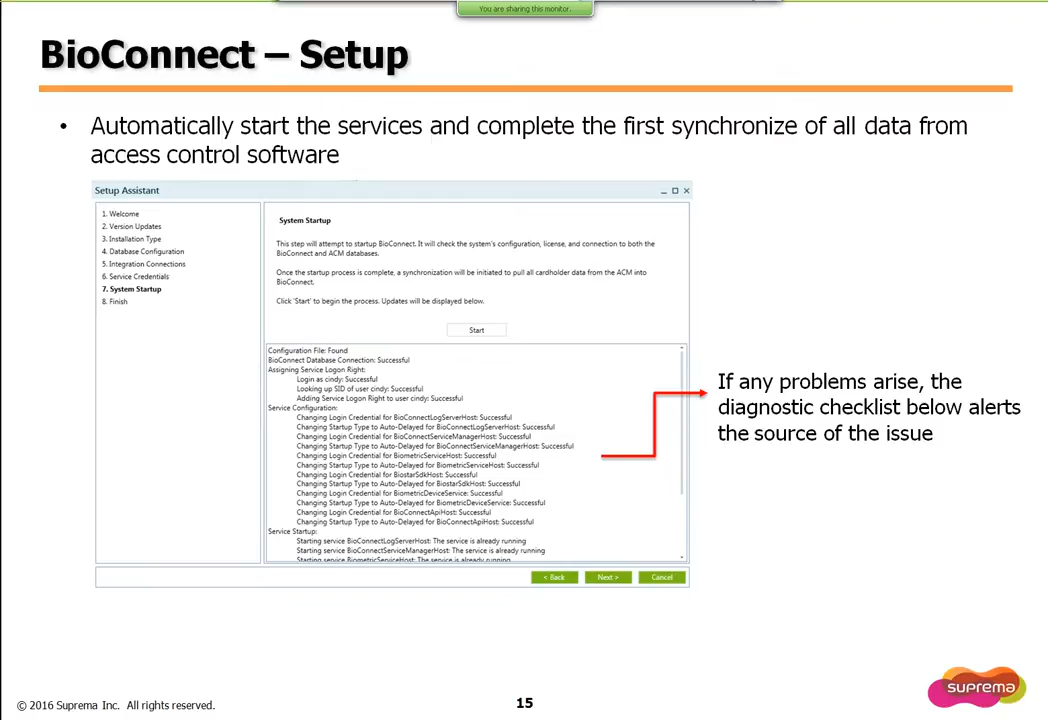 You are sharing this monitor.
BioConnect – Setup
• Automatically start the services and complete the first synchronize of all data from
access control software
Setup Assistant
1. Welcome
2. Version Updates
3. Installation Type
4. Database Configuration
5. Integration Connections
6. Service Credentials
7. System Startup
8. Finish
System Startup
This step will attempt to startup BioConnect. It will check the system's configuration, license, and connection to both the
BioConnect and ACM databases.
Once the startup process is complete, a synchronization will be initiated to pull all cardholder data from the ACM into
BioConnect.
Click 'Start' to begin the process. Updates will be displayed below.
Start
Configuration File: Found
BioConnect Database Connection: Successful
Assigning Service Logon Right:
Login as cindy: Successful
Looking up SID of user cindy: Successful
Adding Service Logon Right to user cindy: Successful
Service Configuration:
Changing Login Credential for BioConnectLogServerHost: Successful
Changing Startup Type to Auto-Delayed for BioConnectLogServerHost: Successful
Changing Login Credential for BioConnectServiceManagerHost: Successful
Changing Startup Type to Auto-Delayed for BioConnectServiceManagerHost: Successful
Changing Login Credential for BiometricServiceHost: Successful
Changing Startup Type to Auto-Delayed for BiometricServiceHost: Successful
Changing Login Credential for BiostarSdkHost: Successful
Changing Startup Type to Auto-Delayed for BiostarSdkHost: Successful
Changing Login Credential for BiometricDeviceService: Successful
Changing Startup Type to Auto-Delayed for BiometricDeviceService: Successful
Changing Login Credential for BioConnectApiHost: Successful
Changing Startup Type to Auto-Delayed for BioConnectApiHost: Successful
Service Startup:
Starting service BioConnectLogServerHost: The service is already running
Starting service BioConnectServiceManagerHost: The service is already running
Starting service BiometricServiceHost: The service is already running
< Back
Next >
Cancel
If any problems arise, the
diagnostic checklist below alerts
the source of the issue
suprema
© 2016 Suprema Inc. All rights reserved.
15